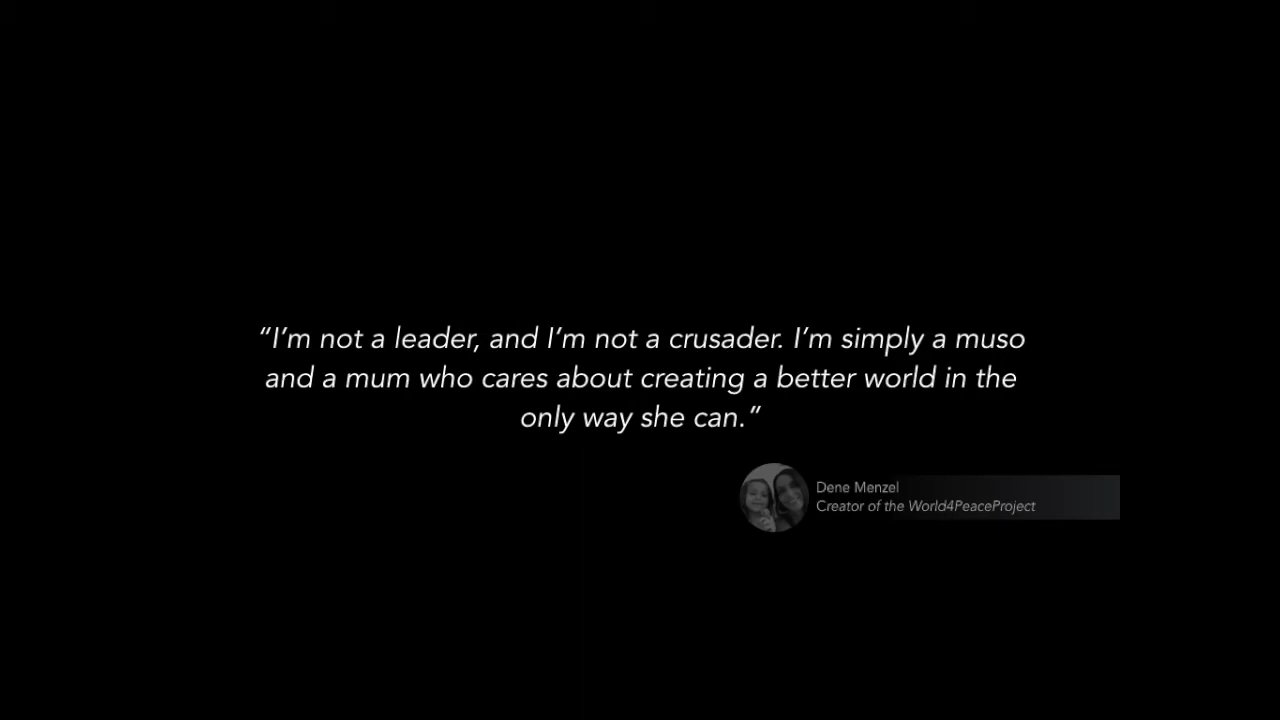 “I’m not a leader, and I’m not a crusader. I’m simply a muso
and a mum who cares about creating a better world in the
only way she can.”
Dene Menzel
Creator of the World4PeaceProject